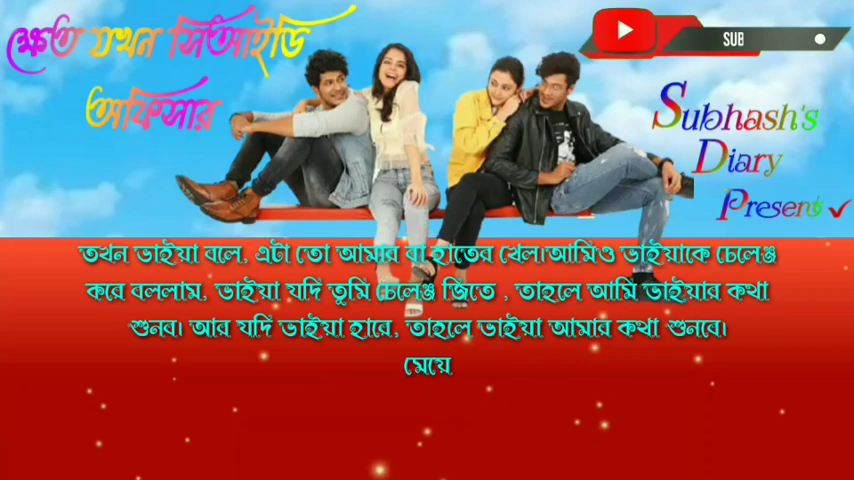 ক্ষেত যখন সিআইডি
অফিসার
SUB
Subhash's
Diary
Present
তখন ভাইয়া বলে, এটা তো আমার বা হাতের খেল।আমিও ভাইয়াকে চেলেঞ্জ
করে বললাম, ভাইয়া যদি তুমি চেলেঞ্জ জিতে , তাহলে আমি ভাইয়ার কথা
শুনব। আর যদি ভাইয়া হারে, তাহলে ভাইয়া আমার কথা শুনবে।
মেয়ে